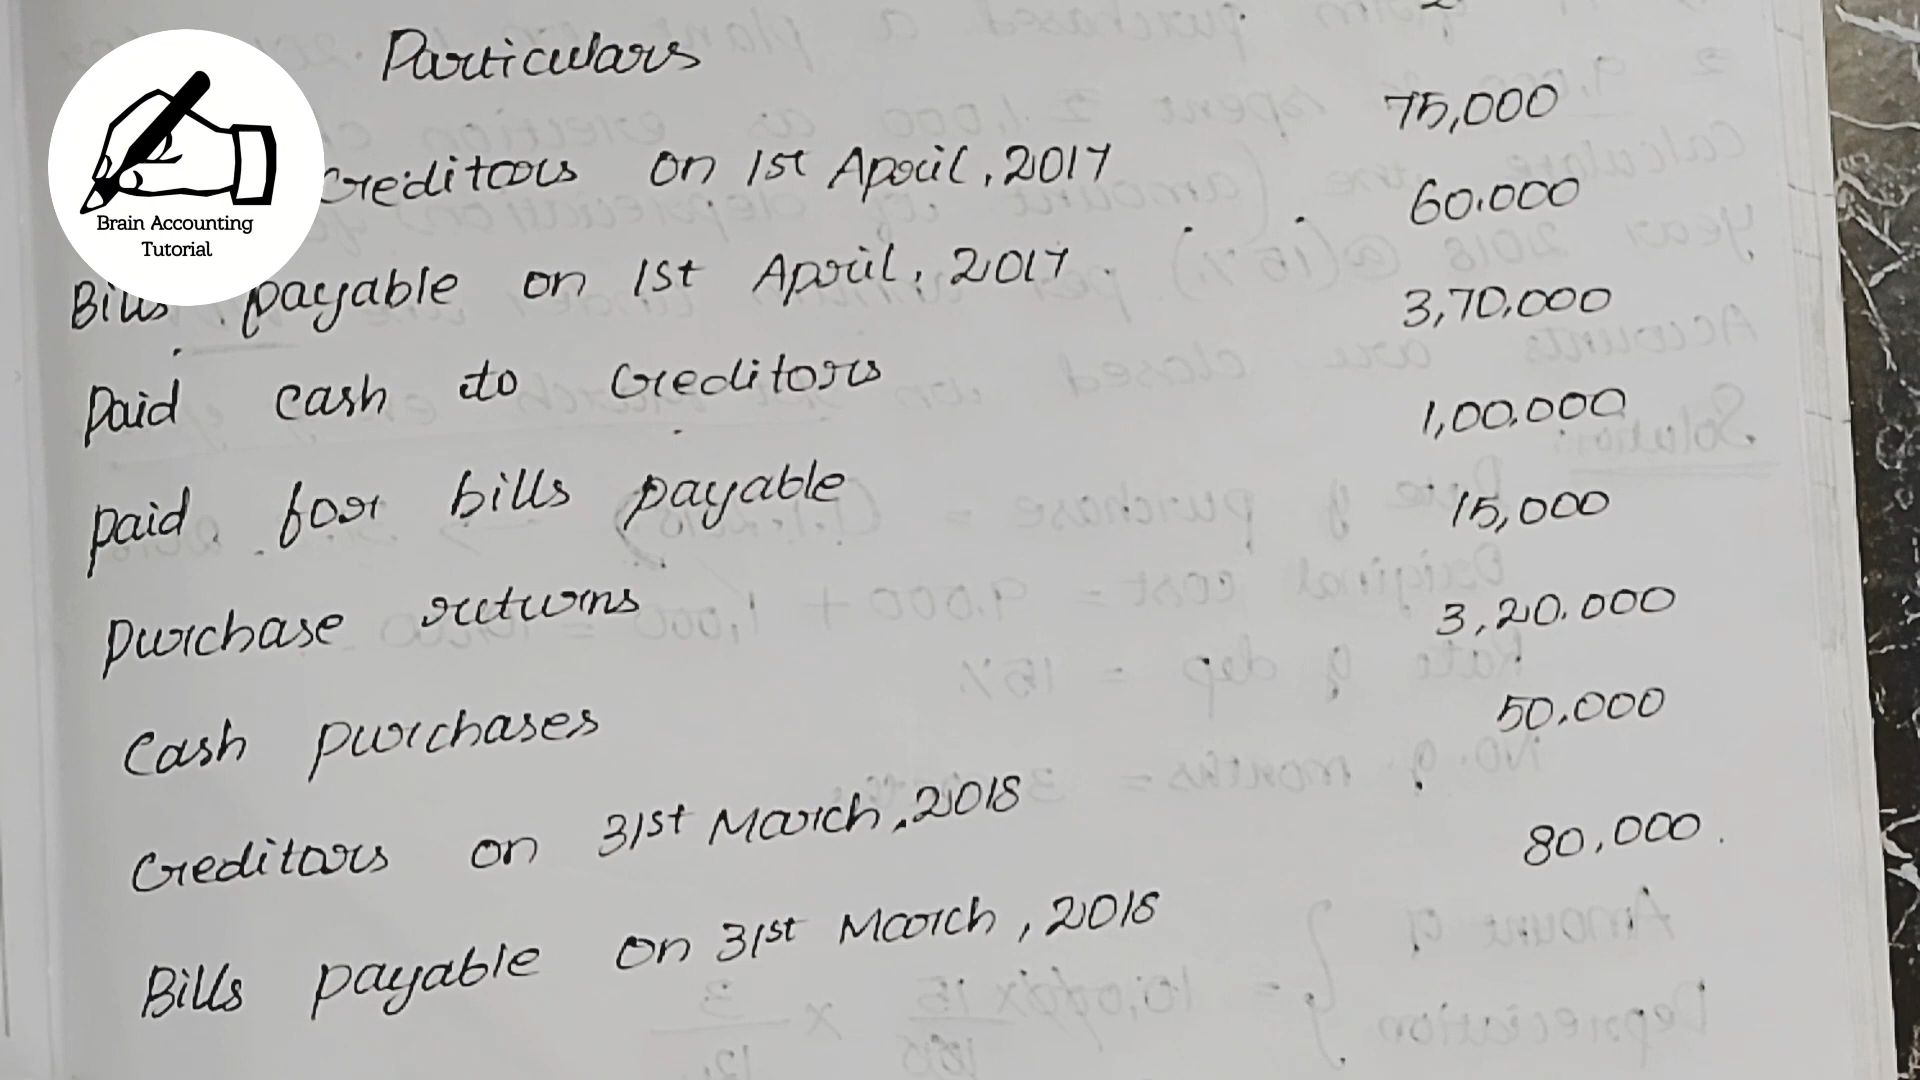 Particulars
Creditors on 1st April, 2017 75,000
Bills payable on 1st April, 2017 60,000
Paid cash to creditors 3,70,000
paid for bills payable 1,00,000
purchase returns 15,000
Cash purchases 3,20,000
Creditors on 31st March, 2018 50,000
Bills payable on 31st March, 2018 80,000.
Brain Accounting
Tutorial